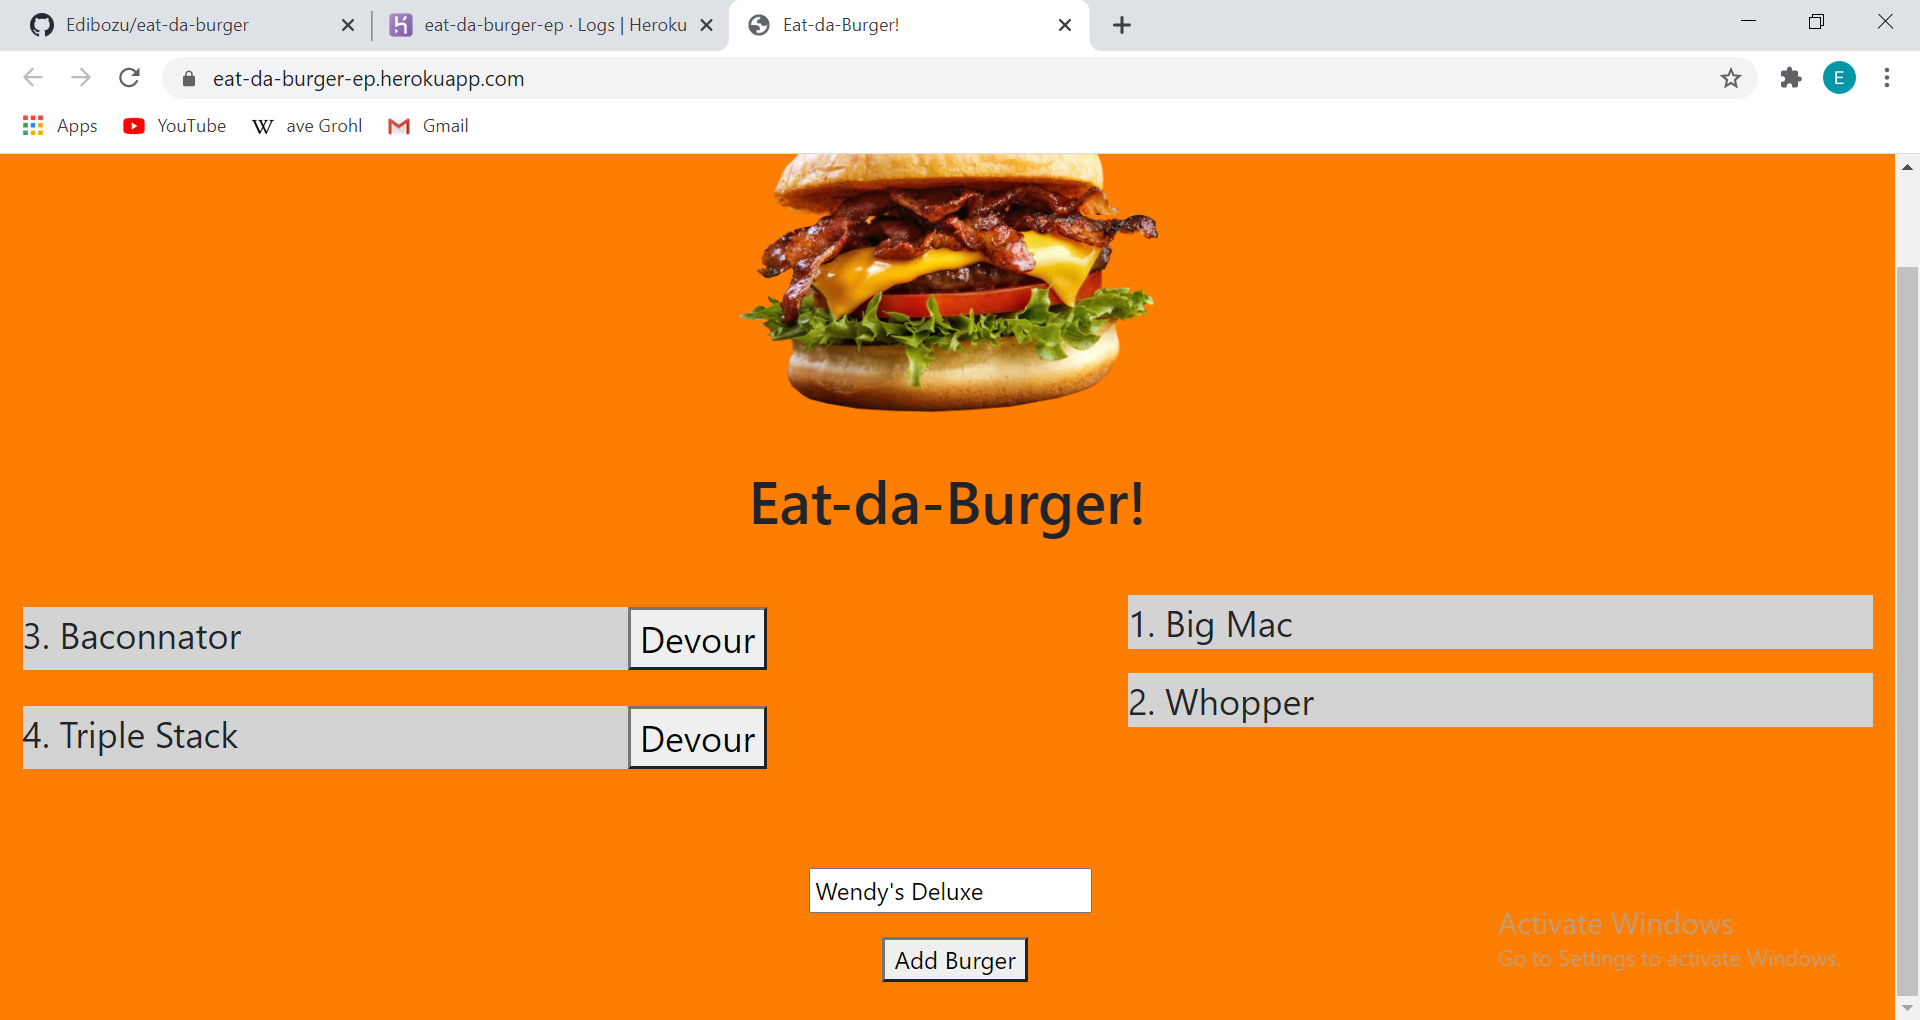 Edibozu/eat-da-burger
eat-da-burger-ep · Logs | Heroku
Eat-da-Burger!
eat-da-burger-ep.herokuapp.com
E
Apps
YouTube
W ave Grohl
Gmail
Eat-da-Burger!
3. Baconnator
Devour
4. Triple Stack
Devour
1. Big Mac
2. Whopper
Wendy's Deluxe
Add Burger
Activate Windows
Go to Settings to activate Windows.